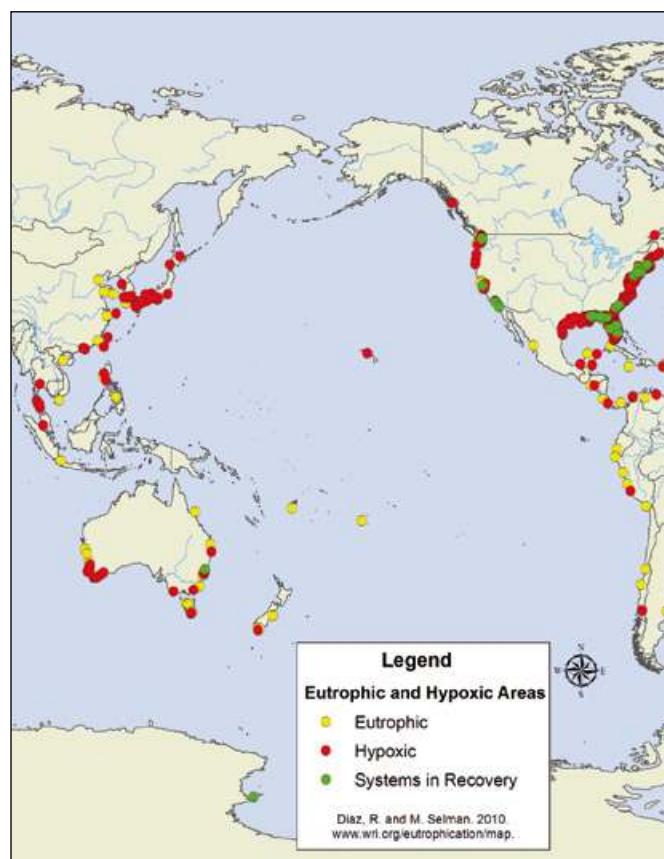 N
W E
S
Legend
Eutrophic and Hypoxic Areas
Eutrophic
Hypoxic
Systems in Recovery
Diaz, R. and M. Selman. 2010.
www.wri.org/eutrophication/map.